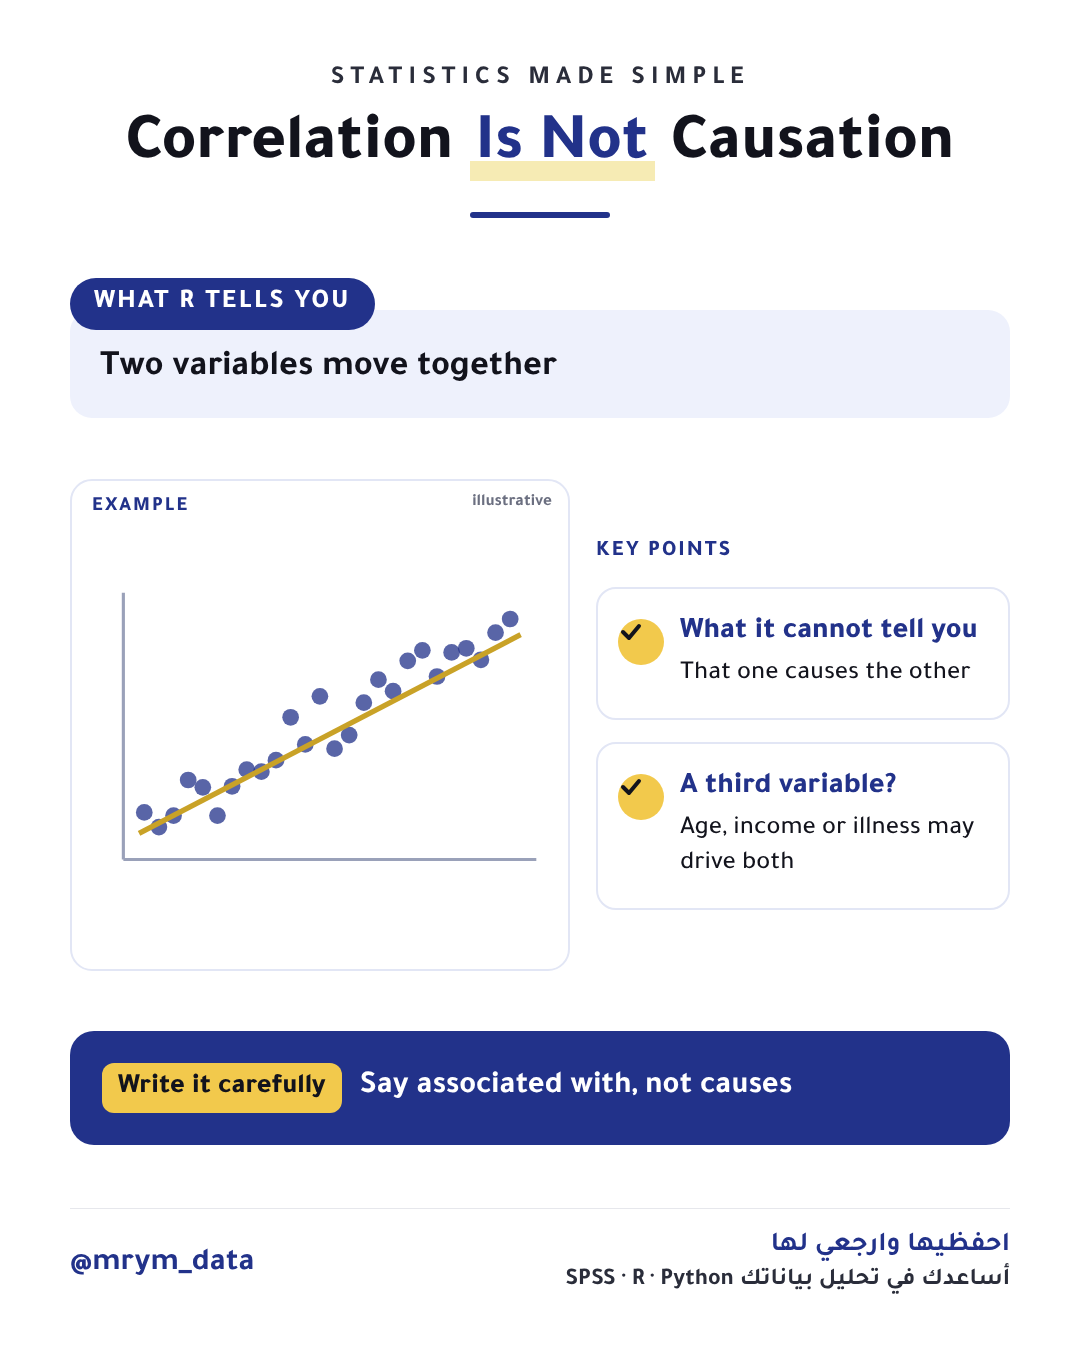 STATISTICS MADE SIMPLE
Correlation Is Not Causation
WHAT R TELLS YOU
Two variables move together
EXAMPLE
illustrative
KEY POINTS
What it cannot tell you
That one causes the other
A third variable?
Age, income or illness may
drive both
Write it carefully
Say associated with, not causes
@mrym_data
احفظيها وارجعي لها
أساعدك في تحليل بياناتك SPSS · R · Python